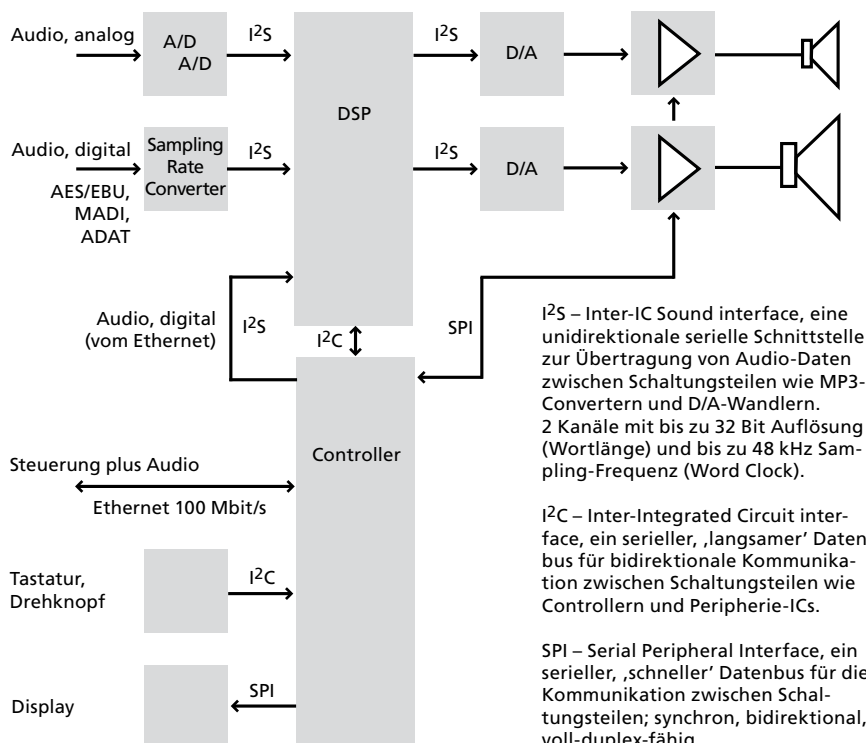 Audio, analog
A/D
A/D
I²S
DSP
I²S
D/A
Audio, digital
AES/EBU,
MADI,
ADAT
Sampling
Rate
Converter
I²S
I²S
D/A
Audio, digital
(vom Ethernet)
I²S
I²C
SPI
Controller
Steuerung plus Audio
Ethernet 100 Mbit/s
Tastatur,
Drehknopf
I²C
Display
SPI
I²S – Inter-IC Sound interface, eine
unidirektionale serielle Schnittstelle
zur Übertragung von Audio-Daten
zwischen Schaltungsteilen wie MP3-
Convertern und D/A-Wandlern.
2 Kanäle mit bis zu 32 Bit Auflösung
(Wortlänge) und bis zu 48 kHz Sam-
pling-Frequenz (Word Clock).
I²C – Inter-Integrated Circuit inter-
face, ein serieller, ‚langsamer’ Daten
bus für bidirektionale Kommunika-
tion zwischen Schaltungsteilen wie
Controllern und Peripherie-ICs.
SPI – Serial Peripheral Interface, ein
serieller, ‚schneller’ Datenbus für die
Kommunikation zwischen Schal-
tungsteilen; synchron, bidirektional,
voll-duplex-fähig